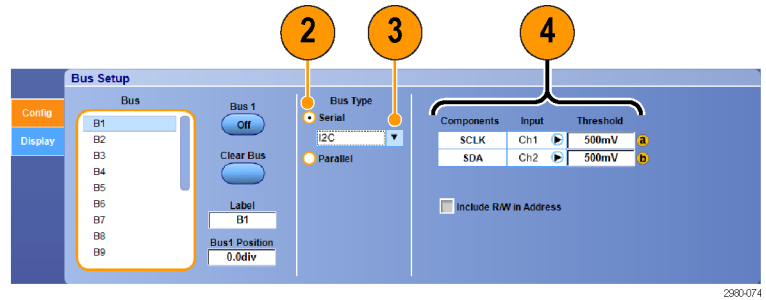 2
3
4
Bus Setup
Config
Display
Bus
B1
B2
B3
B4
B5
B6
B7
B8
B9
Bus 1
Off
Clear Bus
Label
B1
Bus1 Position
0.0div
Bus Type
Serial
I2C
Parallel
Components Input Threshold
SCLK Ch1 500mV a
SDA Ch2 500mV b
Include R/W in Address
2980-074